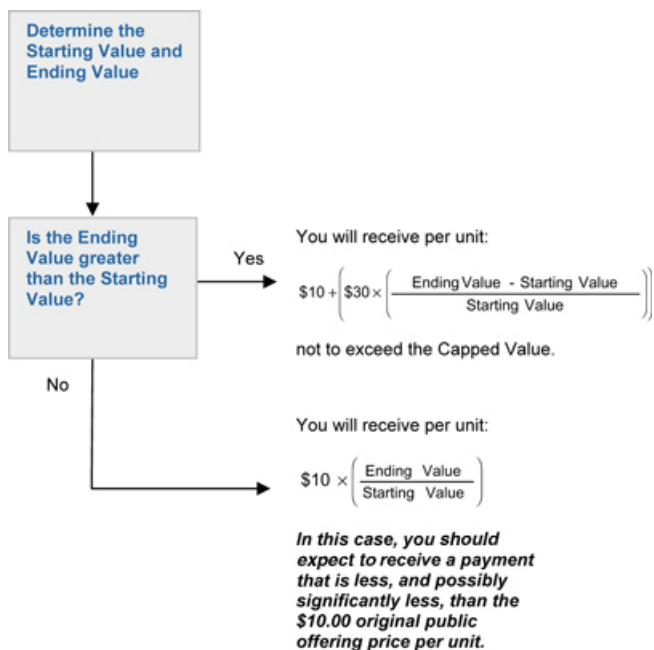 Determine the
Starting Value and
Ending Value
Is the Ending
Value greater
than the Starting
Value?
Yes
You will receive per unit:
$10 + ( $30 × ( Ending Value - Starting Value
Starting Value ) )
not to exceed the Capped Value.
No
You will receive per unit:
$10 × ( Ending Value
Starting Value )
In this case, you should
expect to receive a payment
that is less, and possibly
significantly less, than the
$10.00 original public
offering price per unit.